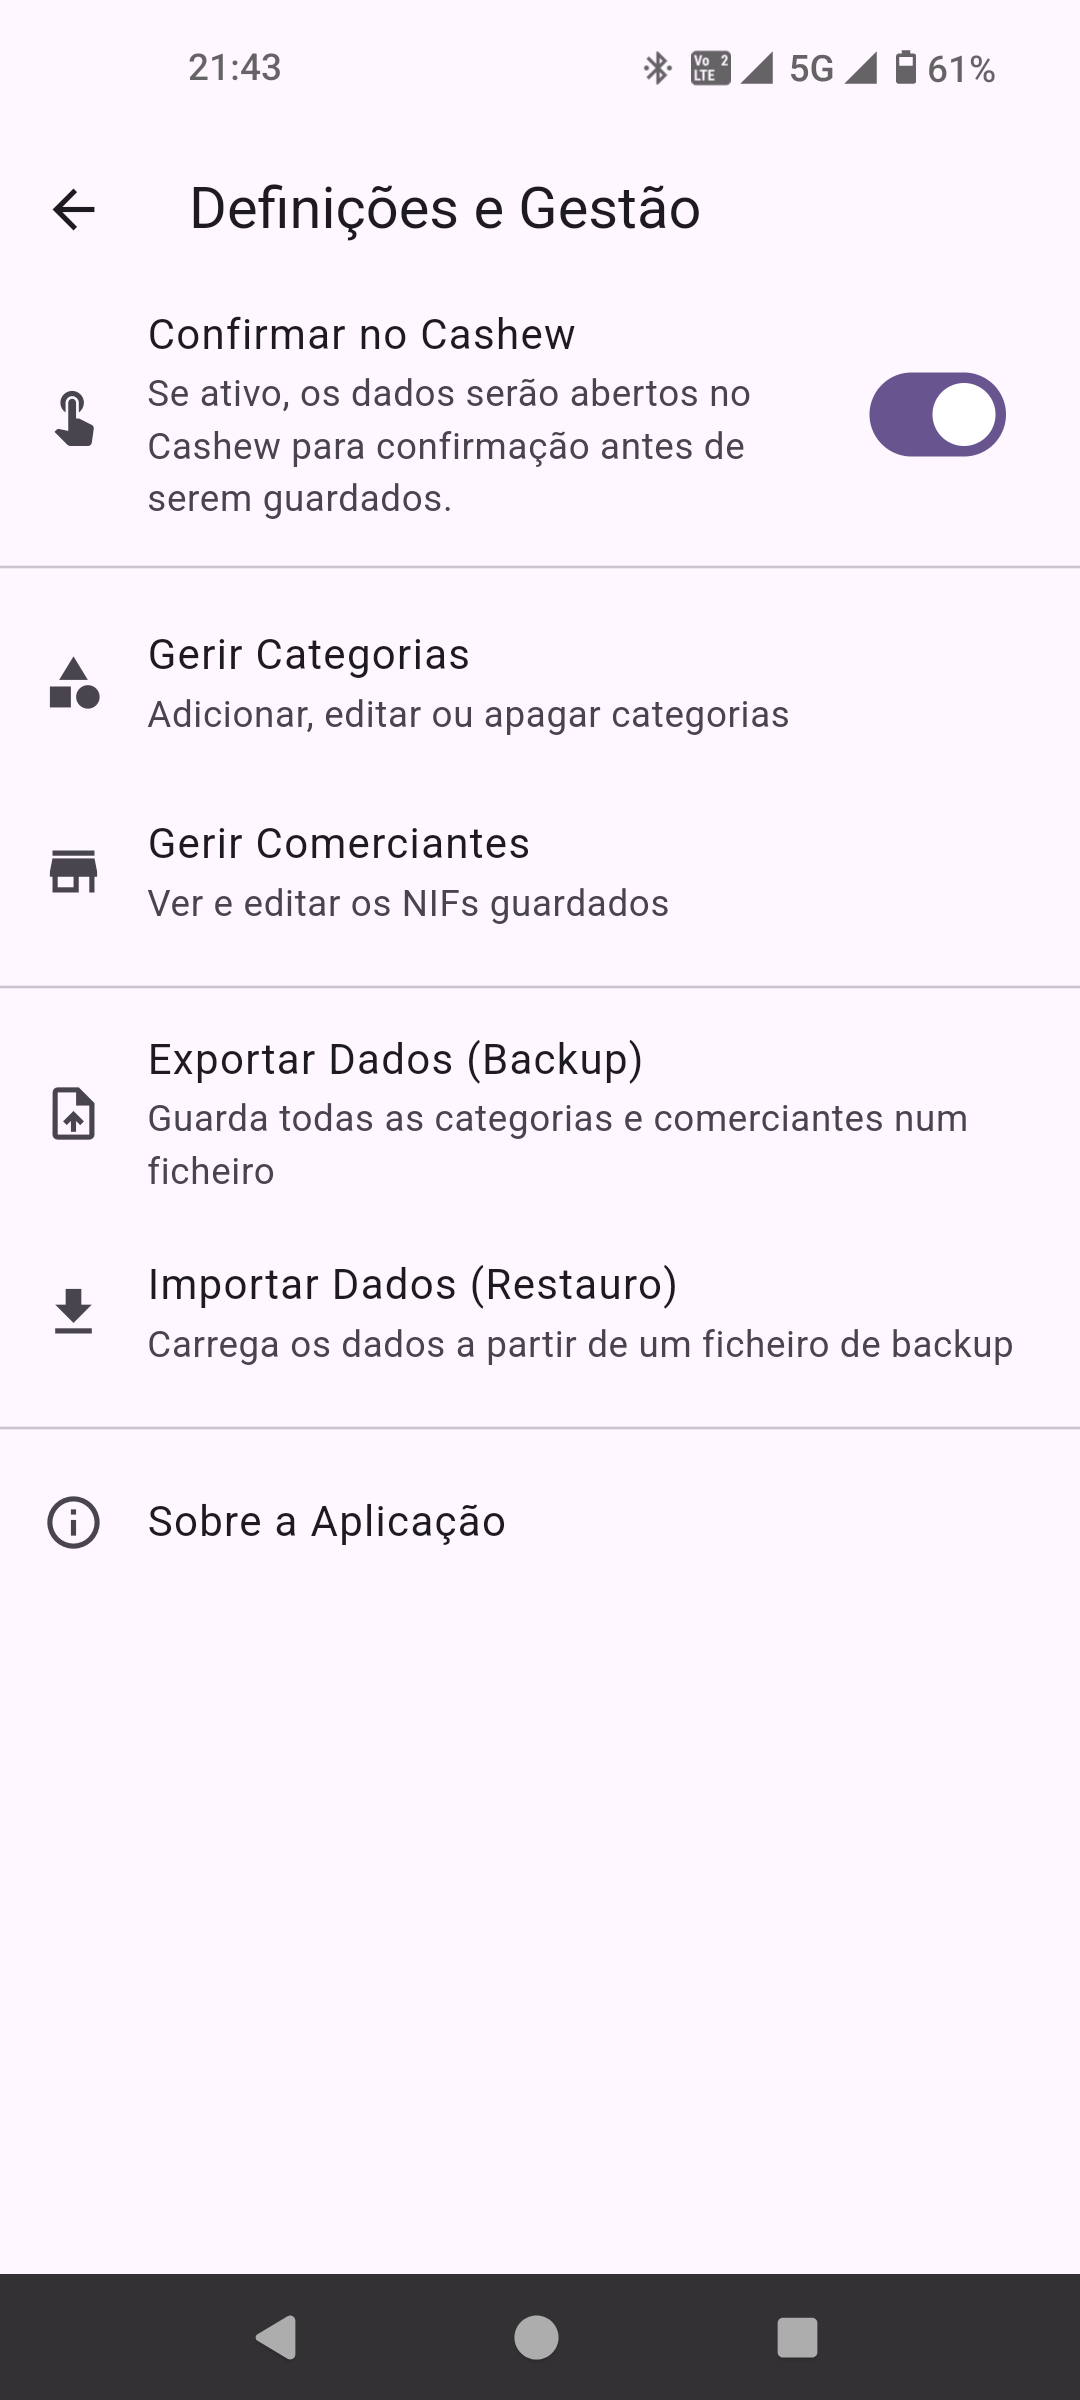 21:43
Vo 2 LTE 5G 61%
Definições e Gestão
Confirmar no Cashew
Se ativo, os dados serão abertos no
Cashew para confirmação antes de
serem guardados.
Gerir Categorias
Adicionar, editar ou apagar categorias
Gerir Comerciantes
Ver e editar os NIFs guardados
Exportar Dados (Backup)
Guarda todas as categorias e comerciantes num
ficheiro
Importar Dados (Restauro)
Carrega os dados a partir de um ficheiro de backup
Sobre a Aplicação